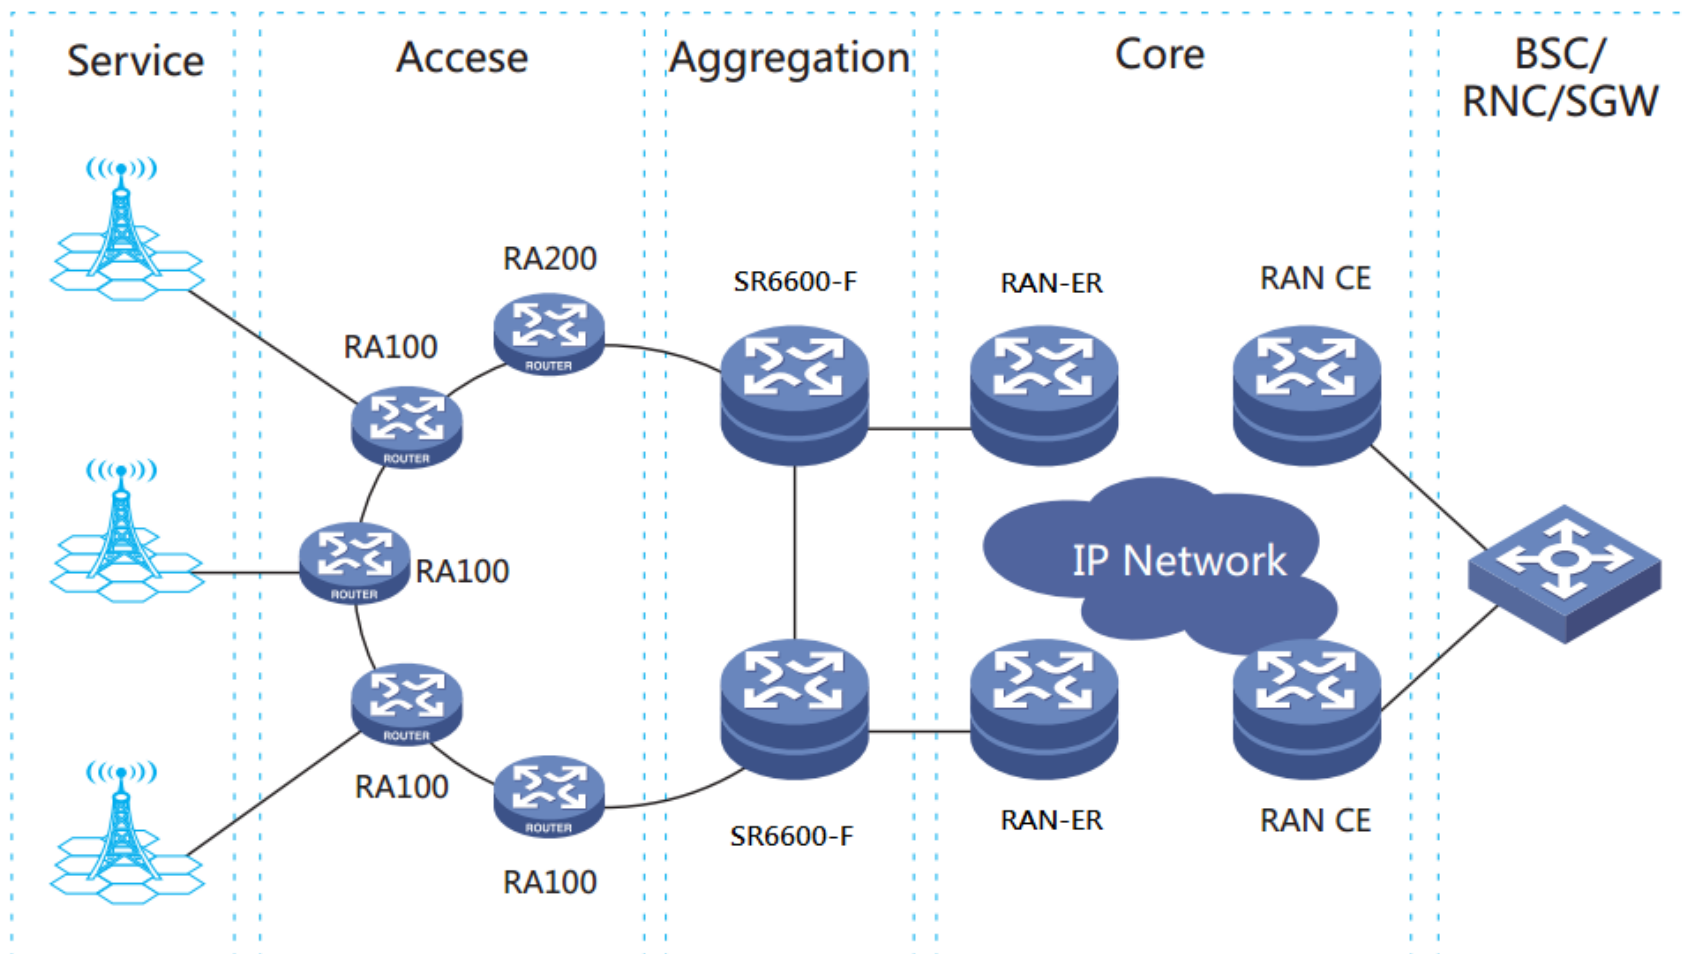 Service
Accese
Aggregation
Core
BSC/
RNC/SGW
RA200
SR6600-F
RAN-ER
RAN CE
RA100
ROUTER
ROUTER
RA100
ROUTER
IP Network
ROUTER
RA100
ROUTER
RA100
SR6600-F
RAN-ER
RAN CE